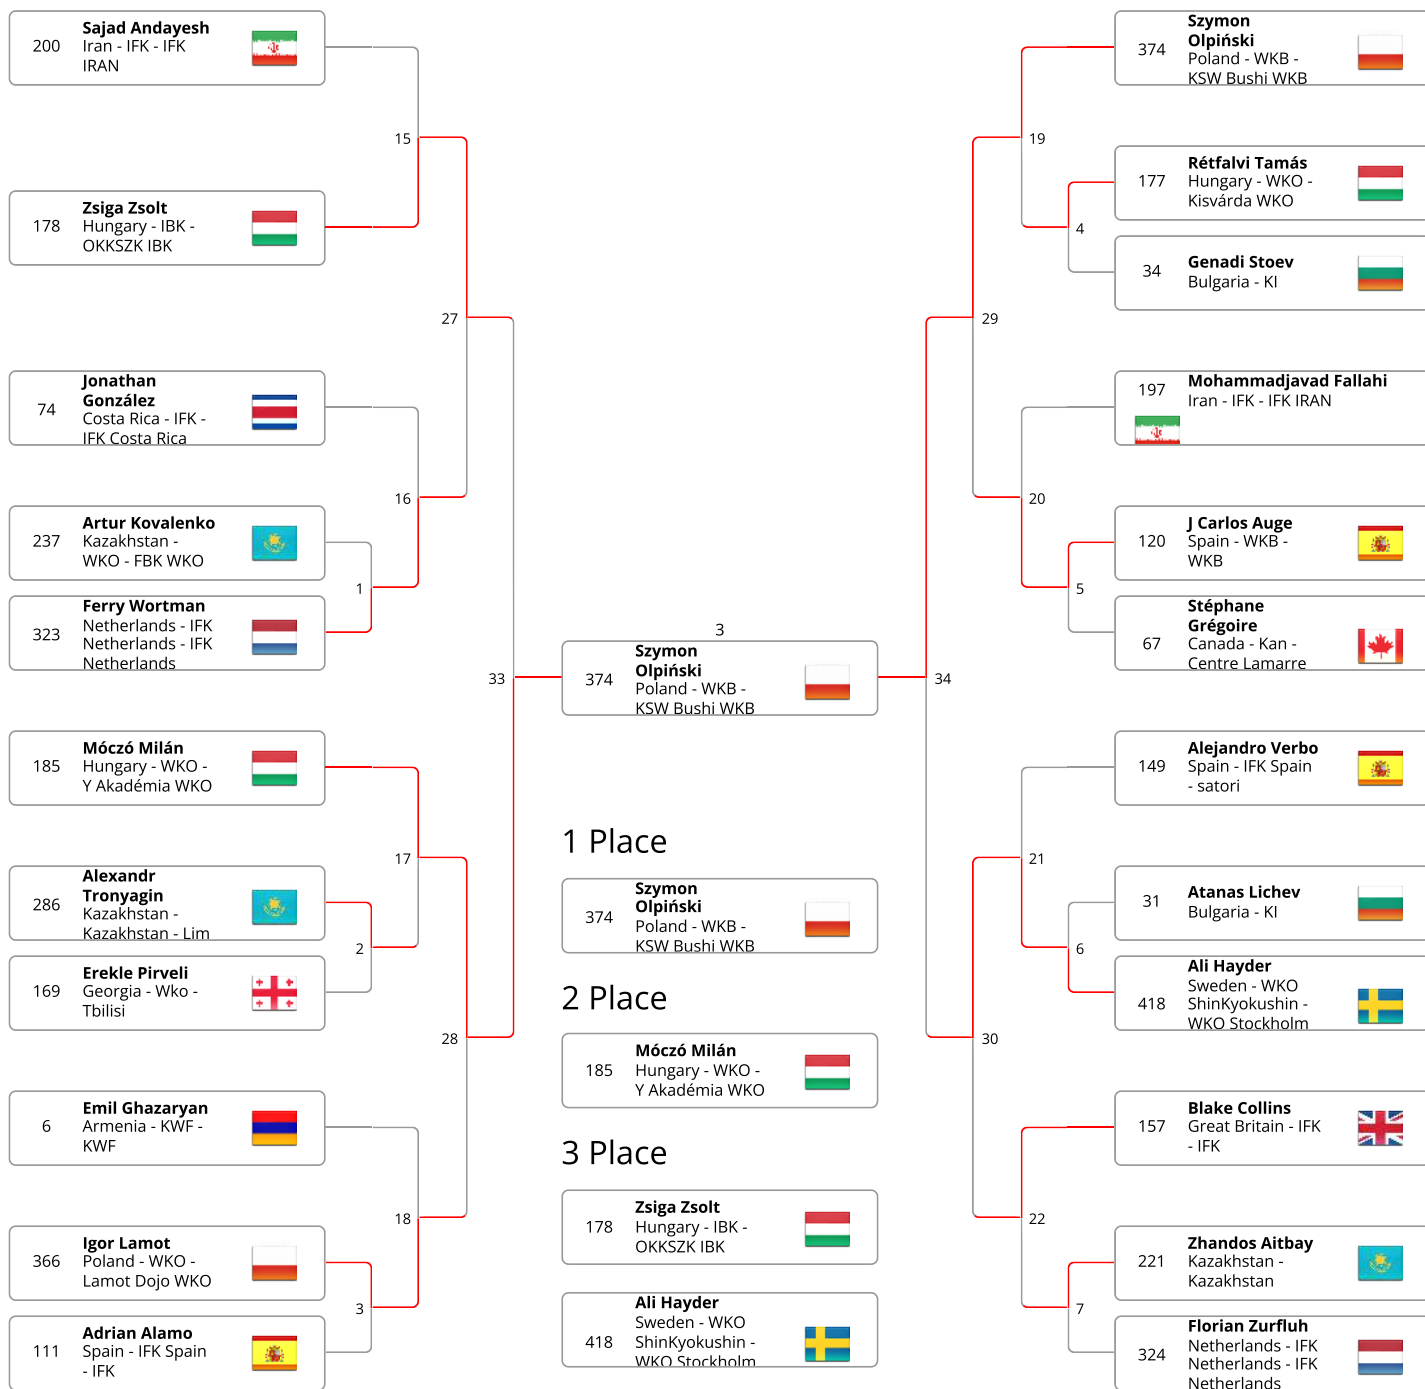 200
Sajad Andayesh
Iran - IFK - IFK
IRAN
15
178
Zsiga Zsolt
Hungary - IBK -
OKKSZK IBK
27
74
Jonathan
González
Costa Rica - IFK -
IFK Costa Rica
16
237
Artur Kovalenko
Kazakhstan -
WKO - FBK WKO
1
323
Ferry Wortman
Netherlands - IFK
Netherlands - IFK
Netherlands
33
185
Móczó Milán
Hungary - WKO -
Y Akadémia WKO
17
286
Alexandr
Tronyagin
Kazakhstan -
Kazakhstan - Lim
2
169
Erekle Pirveli
Georgia - Wko -
Tbilisi
28
6
Emil Ghazaryan
Armenia - KWF -
KWF
18
366
Igor Lamot
Poland - WKO -
Lamot Dojo WKO
3
111
Adrian Alamo
Spain - IFK Spain
- IFK
3
374
Szymon
Olpiński
Poland - WKB -
KSW Bushi WKB
1 Place
374
Szymon
Olpiński
Poland - WKB -
KSW Bushi WKB
2 Place
185
Móczó Milán
Hungary - WKO -
Y Akadémia WKO
3 Place
178
Zsiga Zsolt
Hungary - IBK -
OKKSZK IBK
418
Ali Hayder
Sweden - WKO
ShinKyokushin -
WKO Stockholm
374
Szymon
Olpiński
Poland - WKB -
KSW Bushi WKB
19
177
Rétfalvi Tamás
Hungary - WKO -
Kisvárda WKO
4
34
Genadi Stoev
Bulgaria - KI
29
197
Mohammadjavad Fallahi
Iran - IFK - IFK IRAN
20
120
J Carlos Auge
Spain - WKB -
WKB
5
67
Stéphane
Grégoire
Canada - Kan -
Centre Lamarre
34
149
Alejandro Verbo
Spain - IFK Spain
- satori
21
31
Atanas Lichev
Bulgaria - KI
6
418
Ali Hayder
Sweden - WKO
ShinKyokushin -
WKO Stockholm
30
157
Blake Collins
Great Britain - IFK
- IFK
22
221
Zhandos Aitbay
Kazakhstan -
Kazakhstan
7
324
Florian Zurfluh
Netherlands - IFK
Netherlands - IFK
Netherlands